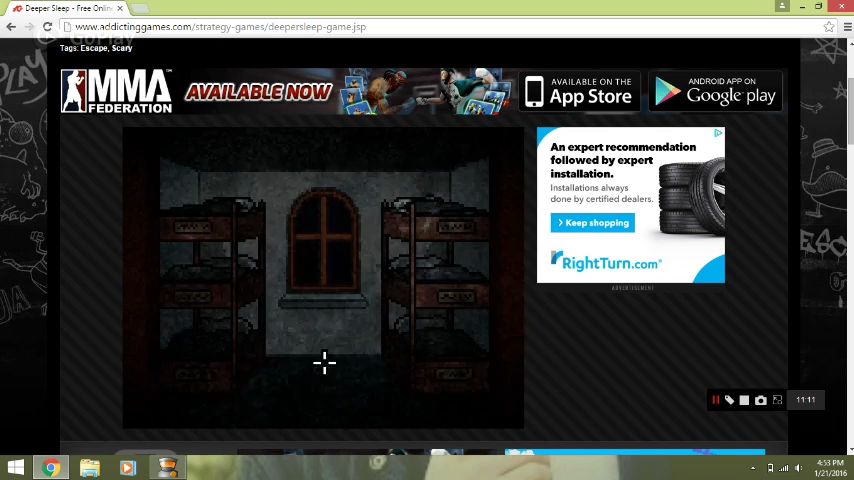 Deeper Sleep - Free Online
www.addictinggames.com/strategy-games/deepersleep-game.jsp
GoPlay
Tags: Escape, Scary
MMA
FEDERATION
AVAILABLE NOW
AVAILABLE ON THE
App Store
ANDROID APP ON
Google play
An expert recommendation
followed by expert
installation.
Installations always
done by certified dealers.
> Keep shopping
RightTurn.com
ADVERTISEMENT
11:11
4:53 PM
1/21/2016